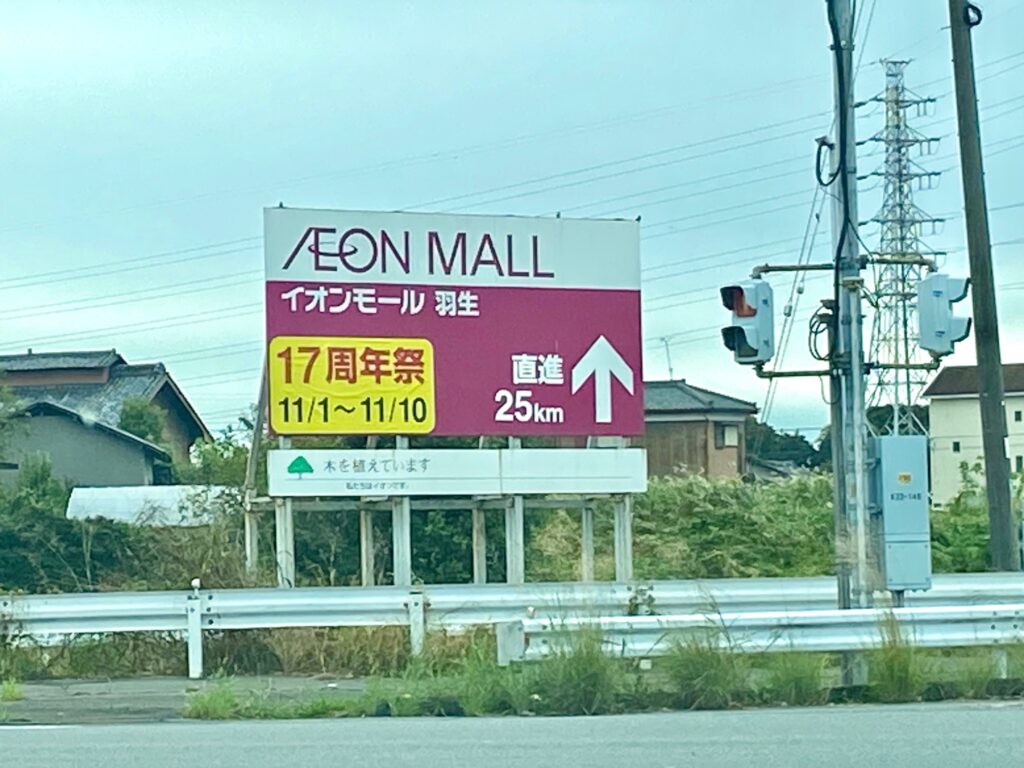 ÆON MALL
イオンモール 羽生
17周年祭
11/1～11/10
直進
25km
木を植えています
私たちはイオンです。